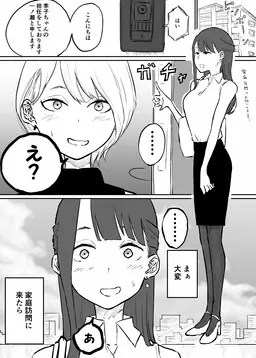 はい
こんにちは
李子ちゃんの
担任をしております
一ノ瀬と申します
ガチャ
え？
まぁ
大変
家庭訪問に
来たら
あ